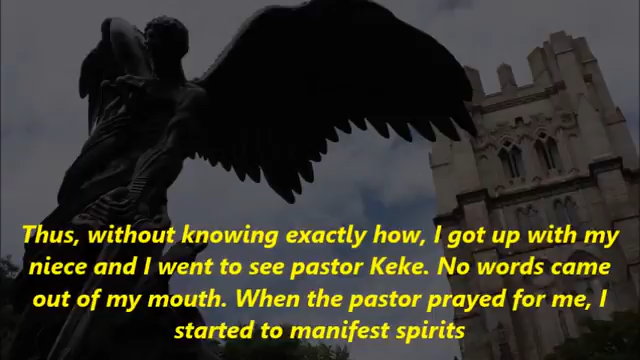 Thus, without knowing exactly how, I got up with my
niece and I went to see pastor Keke. No words came
out of my mouth. When the pastor prayed for me, I
started to manifest spirits